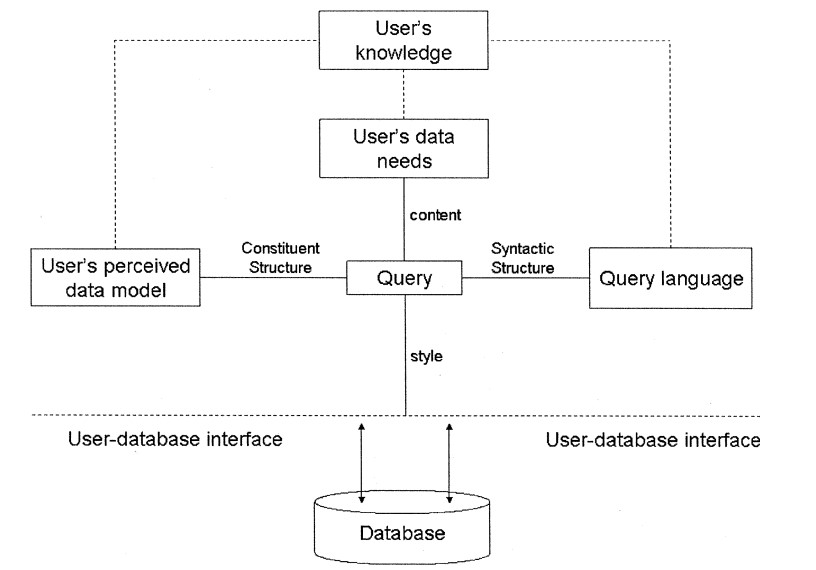 User's
knowledge
User's data
needs
content
Constituent
Structure
Syntactic
Structure
User's perceived
data model
Query
Query language
style
User-database interface
User-database interface
Database